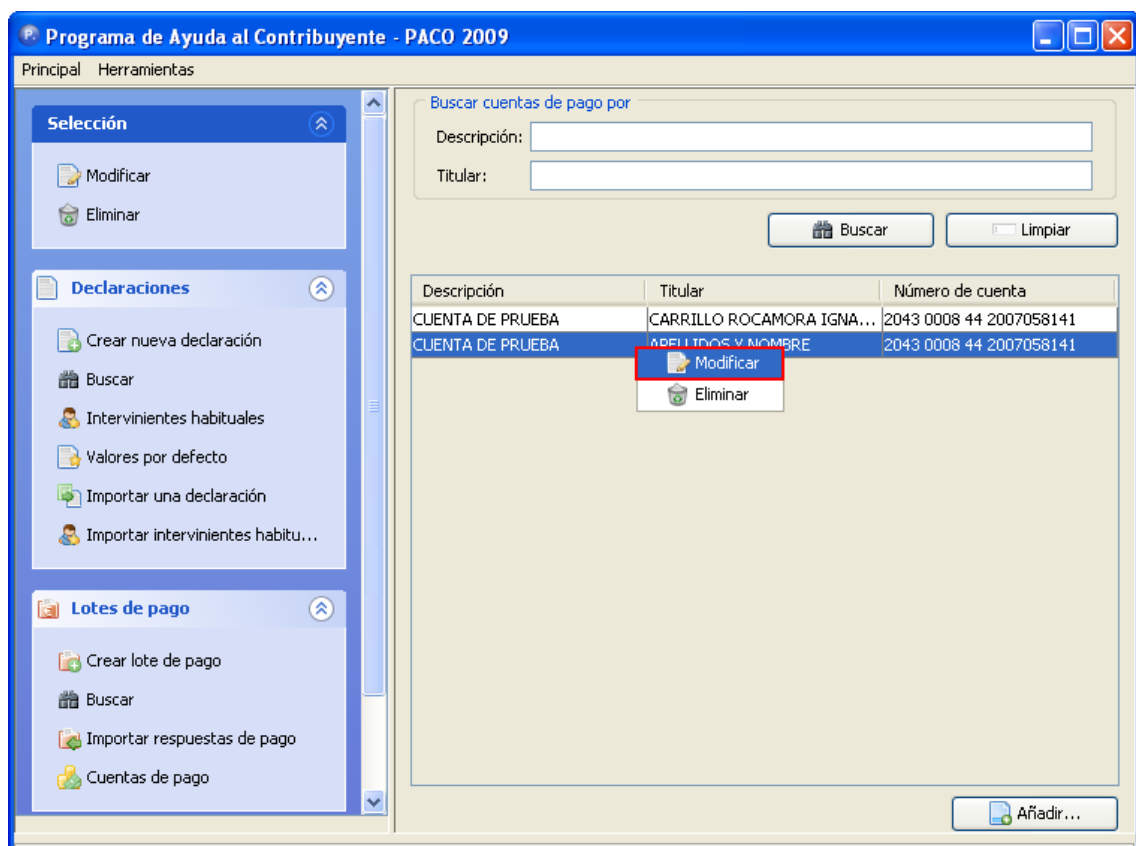 Programa de Ayuda al Contribuyente - PACO 2009
Principal Herramientas
Selección
Modificar
Eliminar
Declaraciones
Crear nueva declaración
Buscar
Intervinientes habituales
Valores por defecto
Importar una declaración
Importar intervinientes habitu...
Lotes de pago
Crear lote de pago
Buscar
Importar respuestas de pago
Cuentas de pago
Buscar cuentas de pago por
Descripción:
Titular:
Buscar Limpiar
Descripción Titular Número de cuenta
CUENTA DE PRUEBA CARRILLO ROCAMORA IGNA... 2043 0008 44 2007058141
CUENTA DE PRUEBA APELLIDOS Y NOMBRE 2043 0008 44 2007058141
Modificar
Eliminar
Añadir...